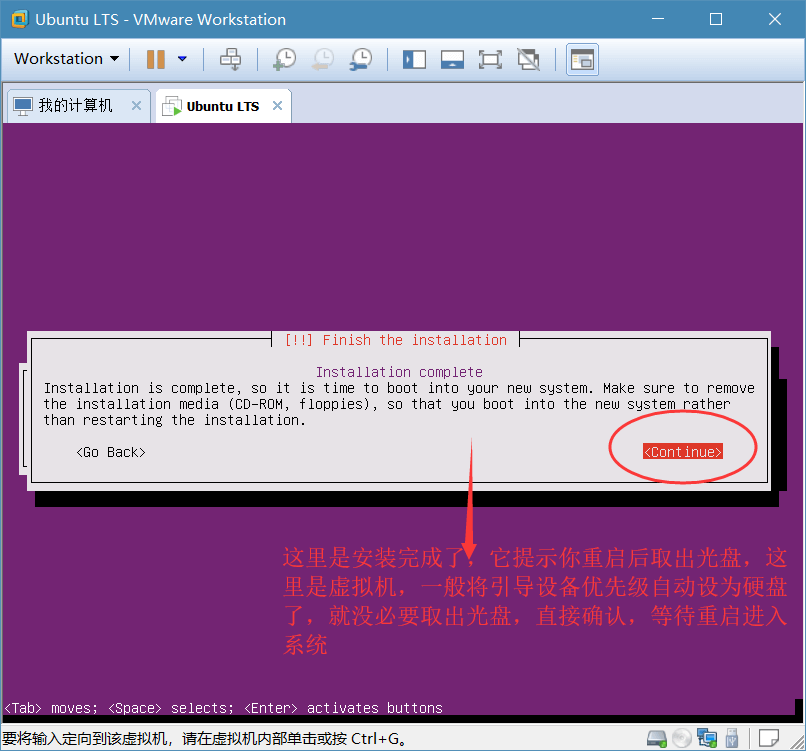 Ubuntu LTS - VMware Workstation
Workstation
我的计算机
Ubuntu LTS
[!!] Finish the installation
Installation complete
Installation is complete, so it is time to boot into your new system. Make sure to remove
the installation media (CD-ROM, floppies), so that you boot into the new system rather
than restarting the installation.
<Go Back>
<Continue>
这里是安装完成了，它提示你重启后取出光盘，这
里是虚拟机，一般将引导设备优先级自动设为硬盘
了，就没必要取出光盘，直接确认，等待重启进入
系统
<Tab> moves; <Space> selects; <Enter> activates buttons
要将输入定向到该虚拟机，请在虚拟机内部单击或按 Ctrl+G。